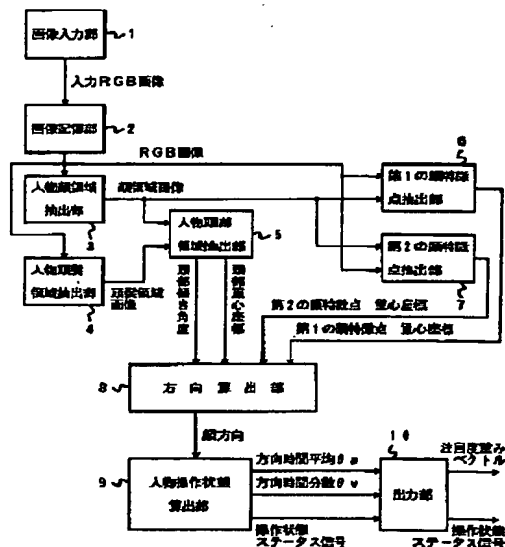 画像入力部
1
入力RGB画像
画像記憶部
2
RGB画像
人物顔領域
抽出部
3
顔領域画像
人物頭髪
領域抽出部
4
頭髪領域
画像
人物頭部
領域抽出部
5
頭部傾き角度
頭部重心座標
6
第1の顔特徴
点抽出部
第2の顔特徴
点抽出部
7
第2の顔特徴点 重心座標
第1の顔特徴点 重心座標
8
方向算出部
顔方向
9
人物操作状態
算出部
方向時間平均θ
方向時間分散θ
操作状態
ステータス信号
10
出力部
注目度重み
ベクトル
操作状態
ステータス信号